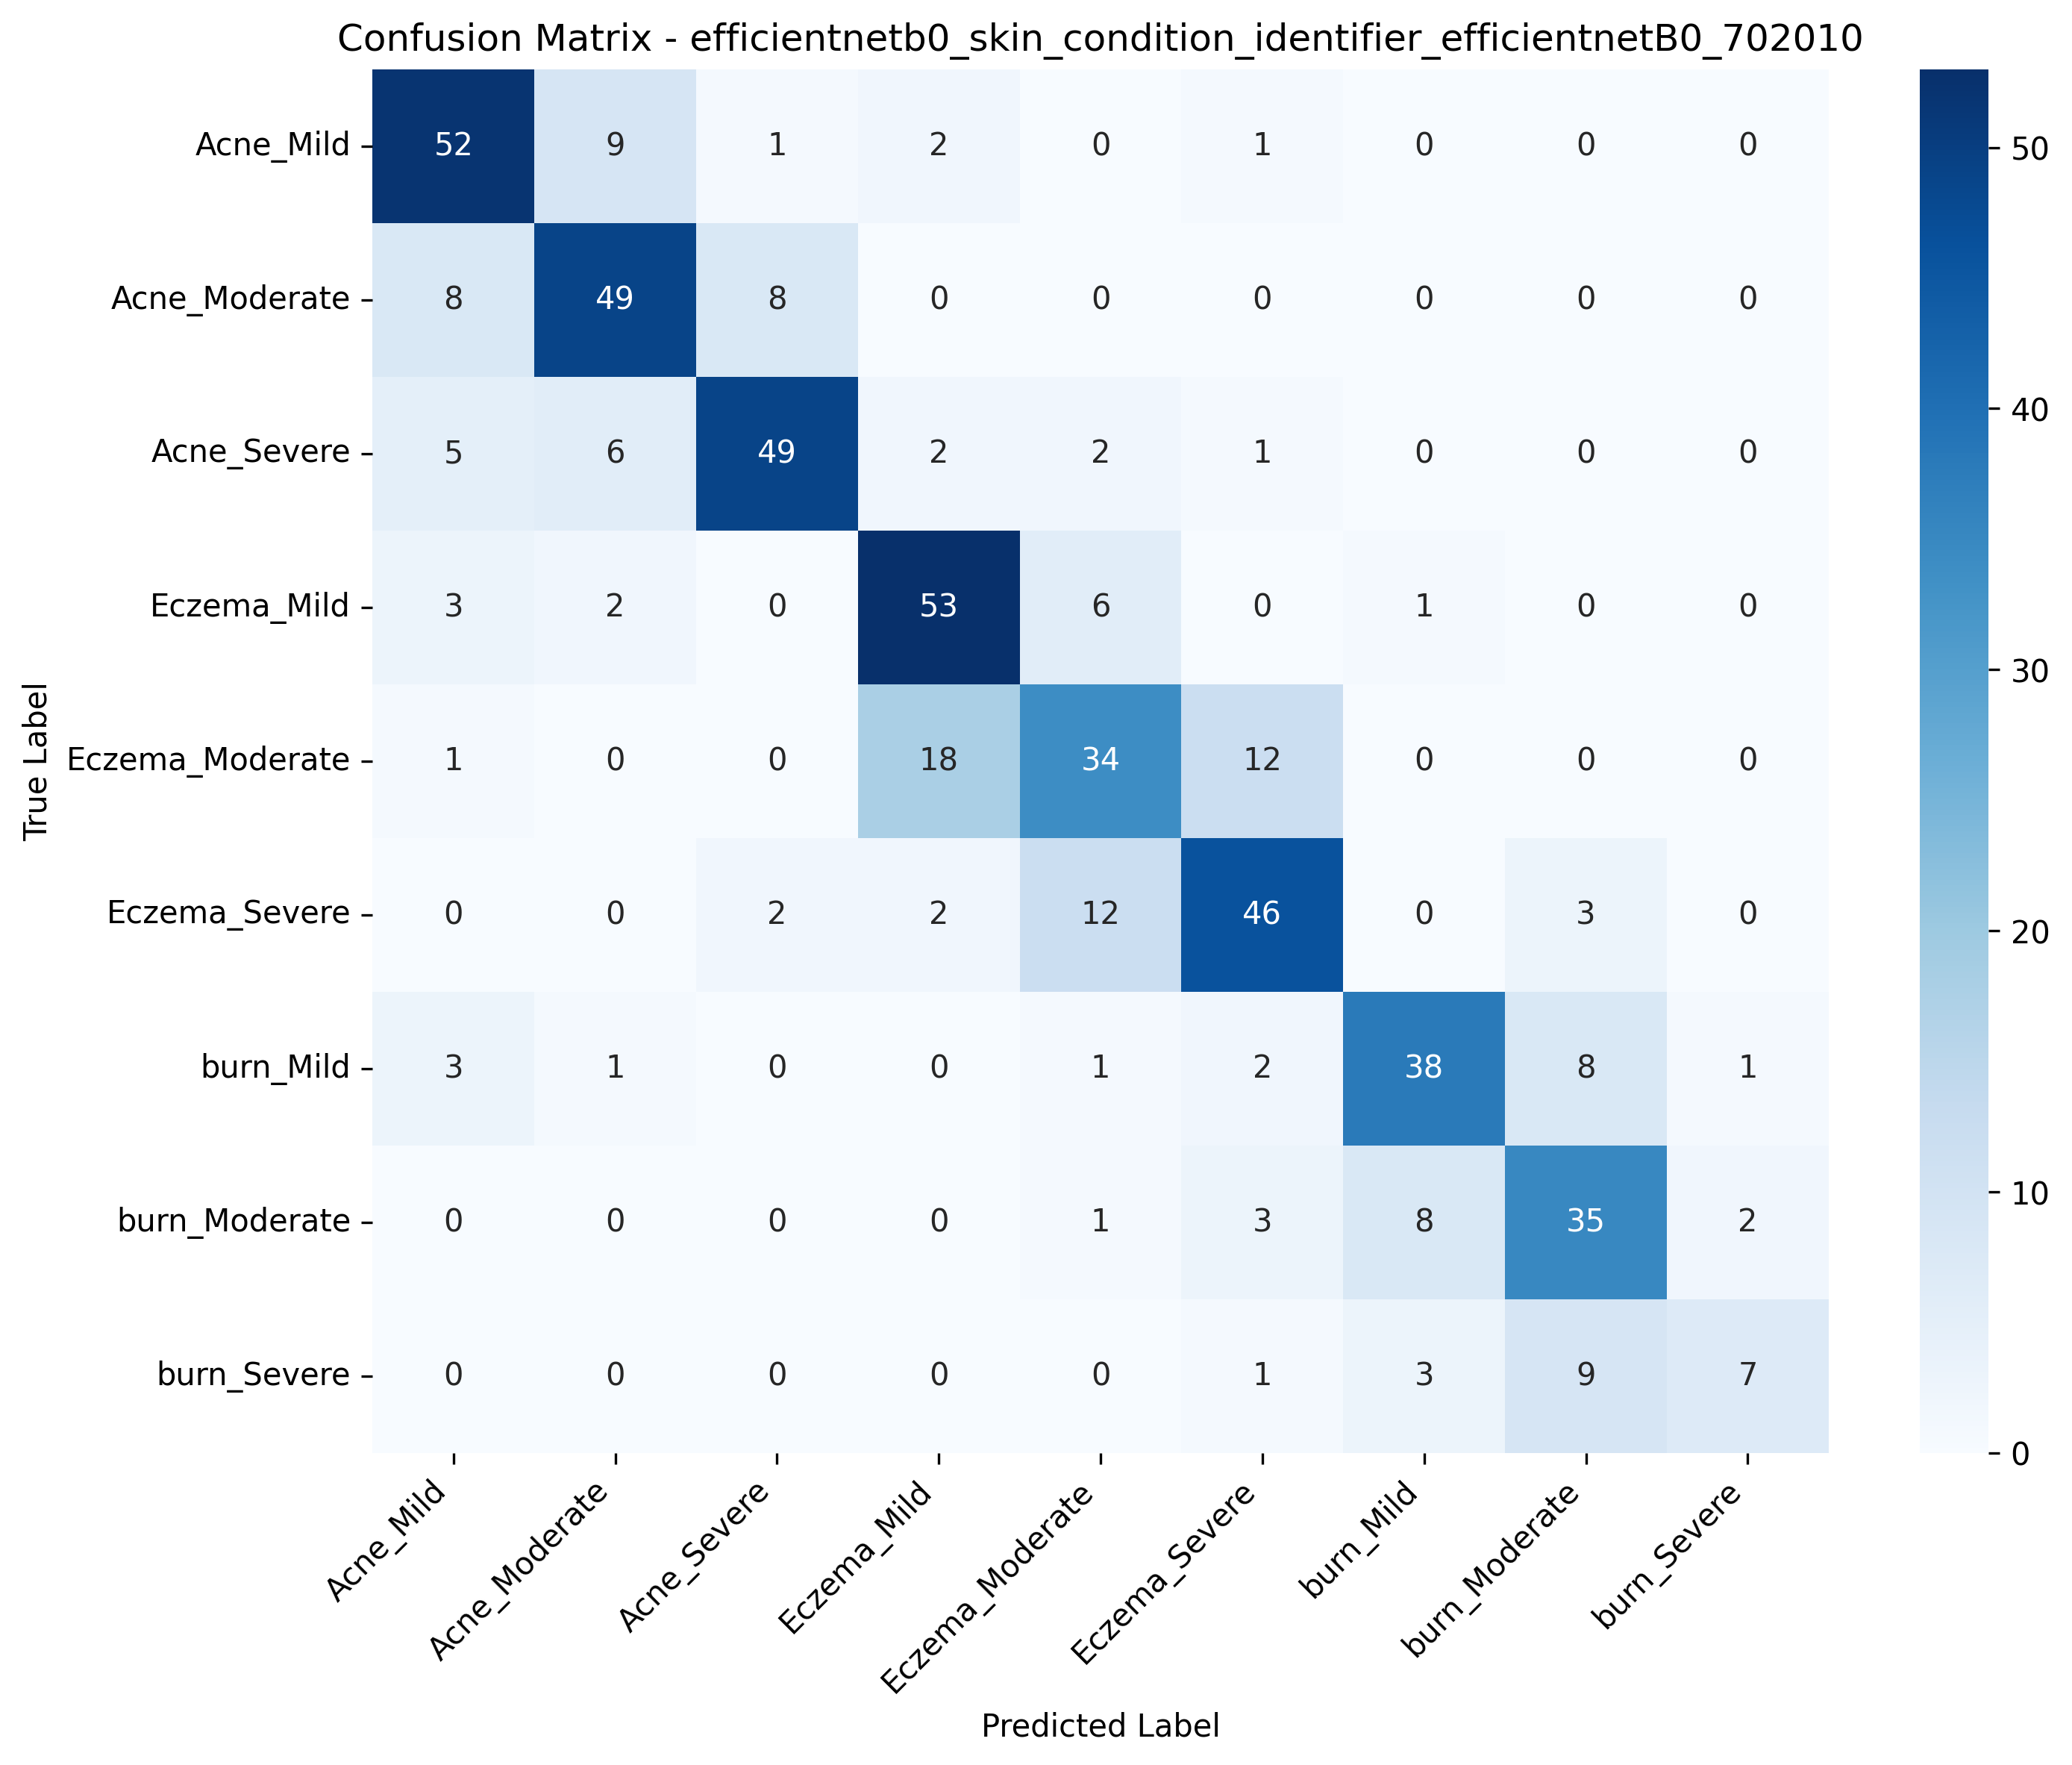 Confusion Matrix - efficientnetb0_skin_condition_identifier_efficientnetB0_702010
True Label
Acne_Mild 52 9 1 2 0 1 0 0 0
Acne_Moderate 8 49 8 0 0 0 0 0 0
Acne_Severe 5 6 49 2 2 1 0 0 0
Eczema_Mild 3 2 0 53 6 0 1 0 0
Eczema_Moderate 1 0 0 18 34 12 0 0 0
Eczema_Severe 0 0 2 2 12 46 0 3 0
burn_Mild 3 1 0 0 1 2 38 8 1
burn_Moderate 0 0 0 0 1 3 8 35 2
burn_Severe 0 0 0 0 0 1 3 9 7
Acne_Mild Acne_Moderate Acne_Severe Eczema_Mild Eczema_Moderate Eczema_Severe burn_Mild burn_Moderate burn_Severe
Predicted Label
50
40
30
20
10
0